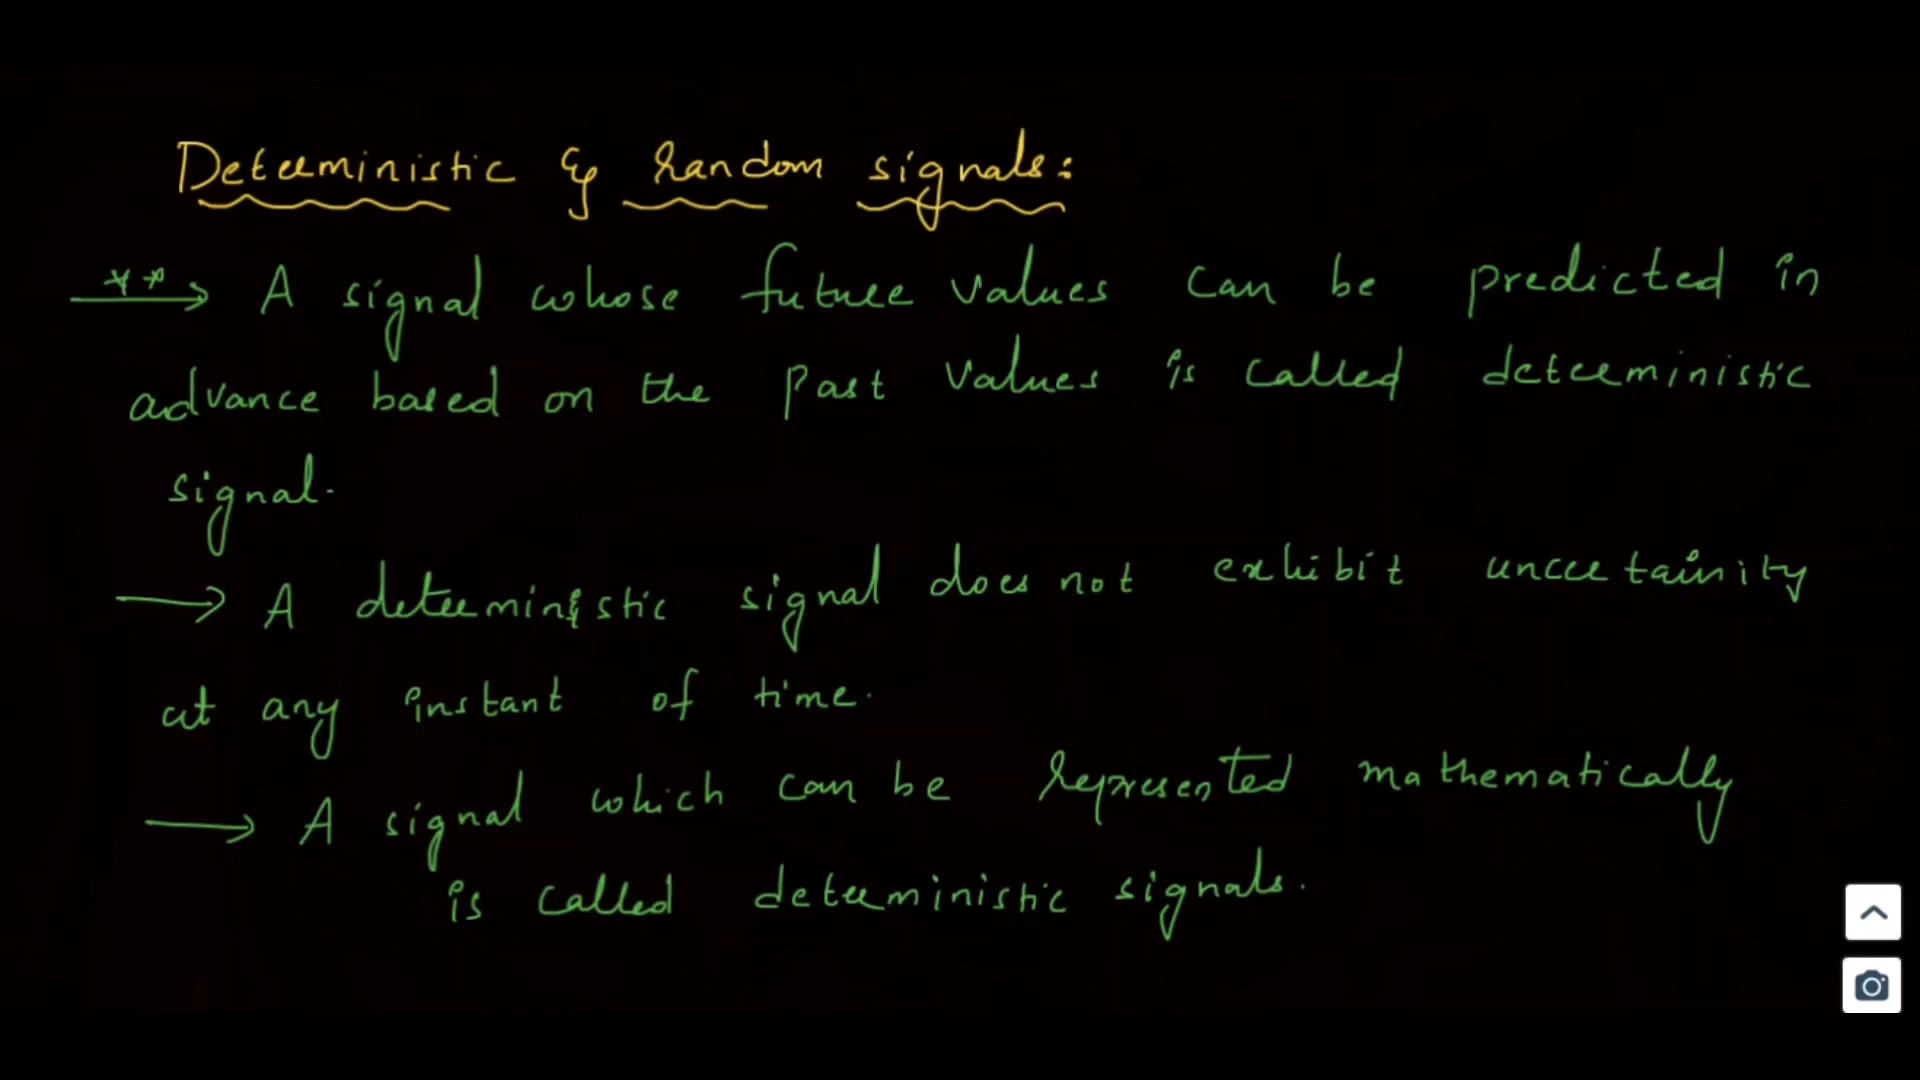 Deterministic & random signals:
** → A signal whose future values can be predicted in
advance based on the past values is called deterministic
signal.
→ A deterministic signal does not exhibit uncertainity
at any instant of time.
→ A signal which can be represented mathematically
is called deterministic signals.